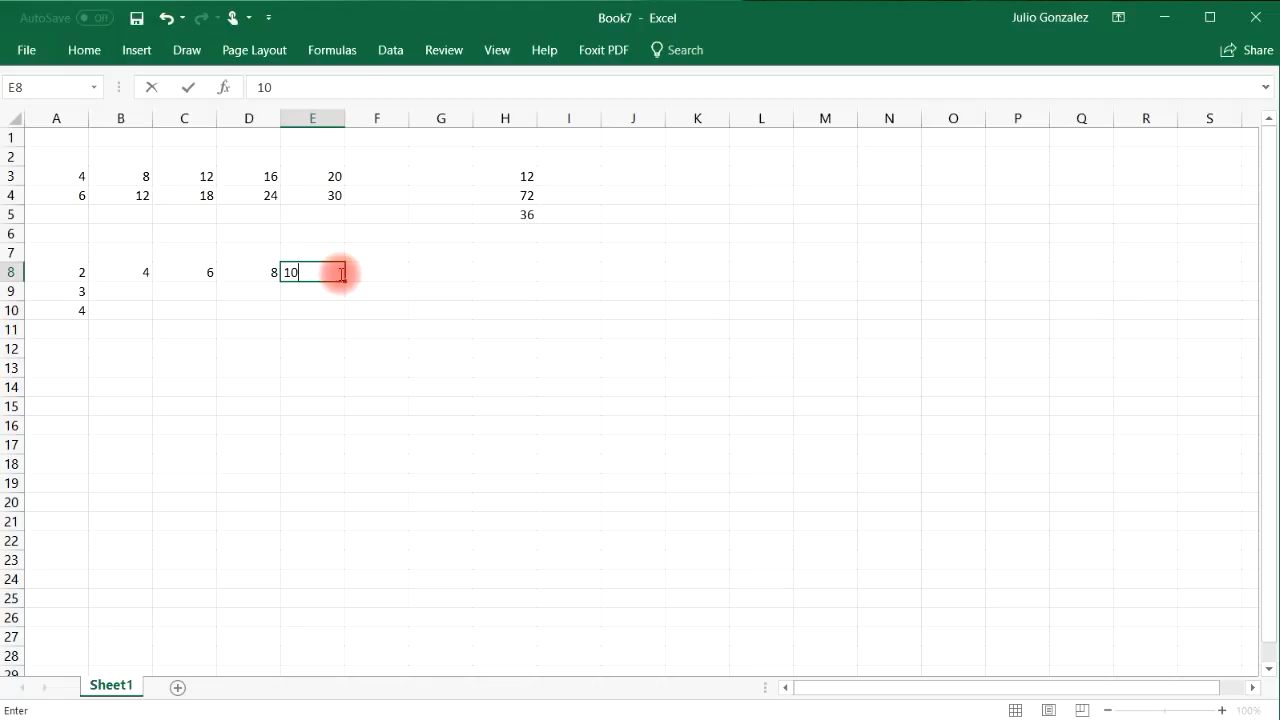 AutoSave Off Book7 - Excel Julio Gonzalez
File Home Insert Draw Page Layout Formulas Data Review View Help Foxit PDF Search Share
E8 fx 10
A B C D E F G H I J K L M N O P Q R S
1
2
3 4 8 12 16 20 12
4 6 12 18 24 30 72
5 36
6
7
8 2 4 6 8 10
9 3
10 4
11
12
13
14
15
16
17
18
19
20
21
22
23
24
25
26
27
28
29
Sheet1
Enter 100%